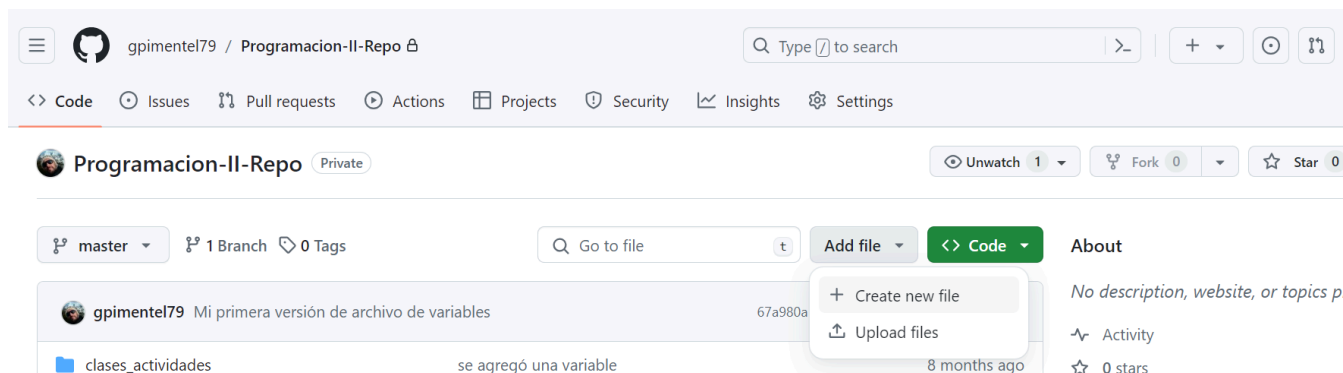 gpimentel79 / Programacion-II-Repo
Type / to search
Code Issues Pull requests Actions Projects Security Insights Settings
Programacion-II-Repo Private
Unwatch 1 Fork 0 Star 0
master 1 Branch 0 Tags Go to file t Add file Code About
Create new file
No description, website, or topics p
gpimentel79 Mi primera versión de archivo de variables 67a980a
Upload files
Activity
clases_actividades se agregó una variable 8 months ago
0 stars